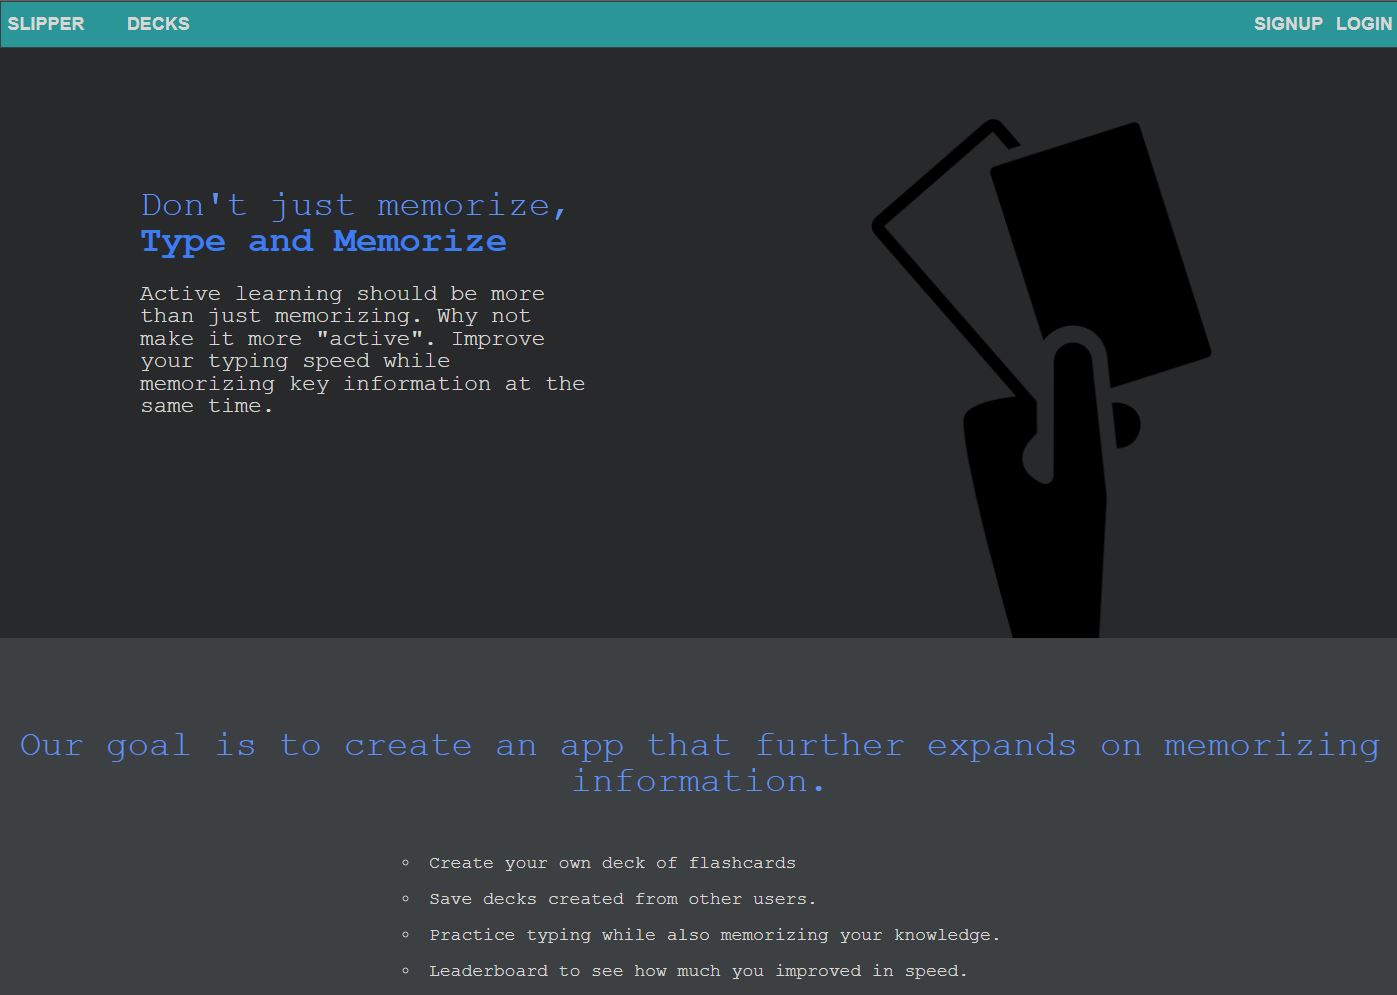 SLIPPER DECKS SIGNUP LOGIN
Don't just memorize,
Type and Memorize
Active learning should be more
than just memorizing. Why not
make it more "active". Improve
your typing speed while
memorizing key information at the
same time.
Our goal is to create an app that further expands on memorizing
information.
Create your own deck of flashcards
Save decks created from other users.
Practice typing while also memorizing your knowledge.
Leaderboard to see how much you improved in speed.